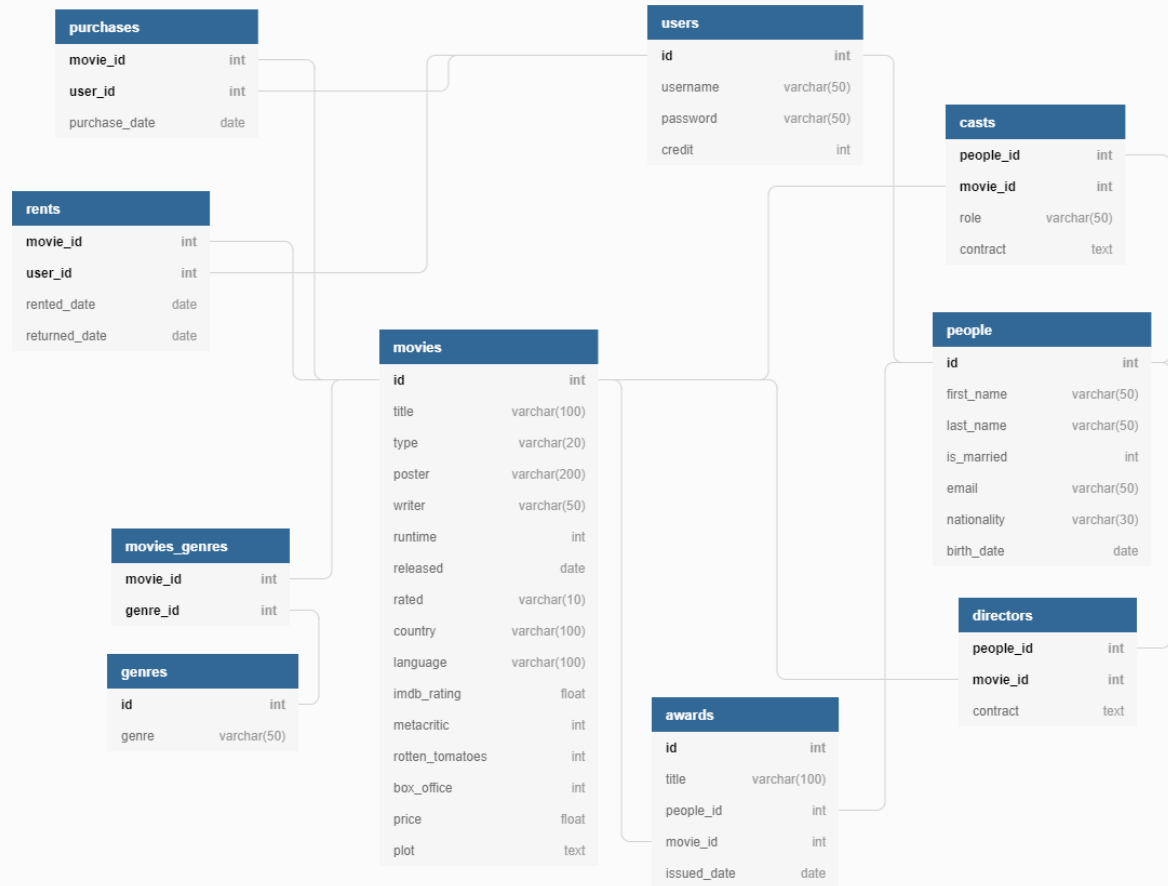 purchases
movie_id int
user_id int
purchase_date date
users
id int
username varchar(50)
password varchar(50)
credit int
casts
people_id int
movie_id int
role varchar(50)
contract text
rents
movie_id int
user_id int
rented_date date
returned_date date
movies
id int
title varchar(100)
type varchar(20)
poster varchar(200)
writer varchar(50)
runtime int
released date
rated varchar(10)
country varchar(100)
language varchar(100)
imdb_rating float
metacritic int
rotten_tomatoes int
box_office int
price float
plot text
people
id int
first_name varchar(50)
last_name varchar(50)
is_married int
email varchar(50)
nationality varchar(30)
birth_date date
movies_genres
movie_id int
genre_id int
genres
id int
genre varchar(50)
directors
people_id int
movie_id int
contract text
awards
id int
title varchar(100)
people_id int
movie_id int
issued_date date